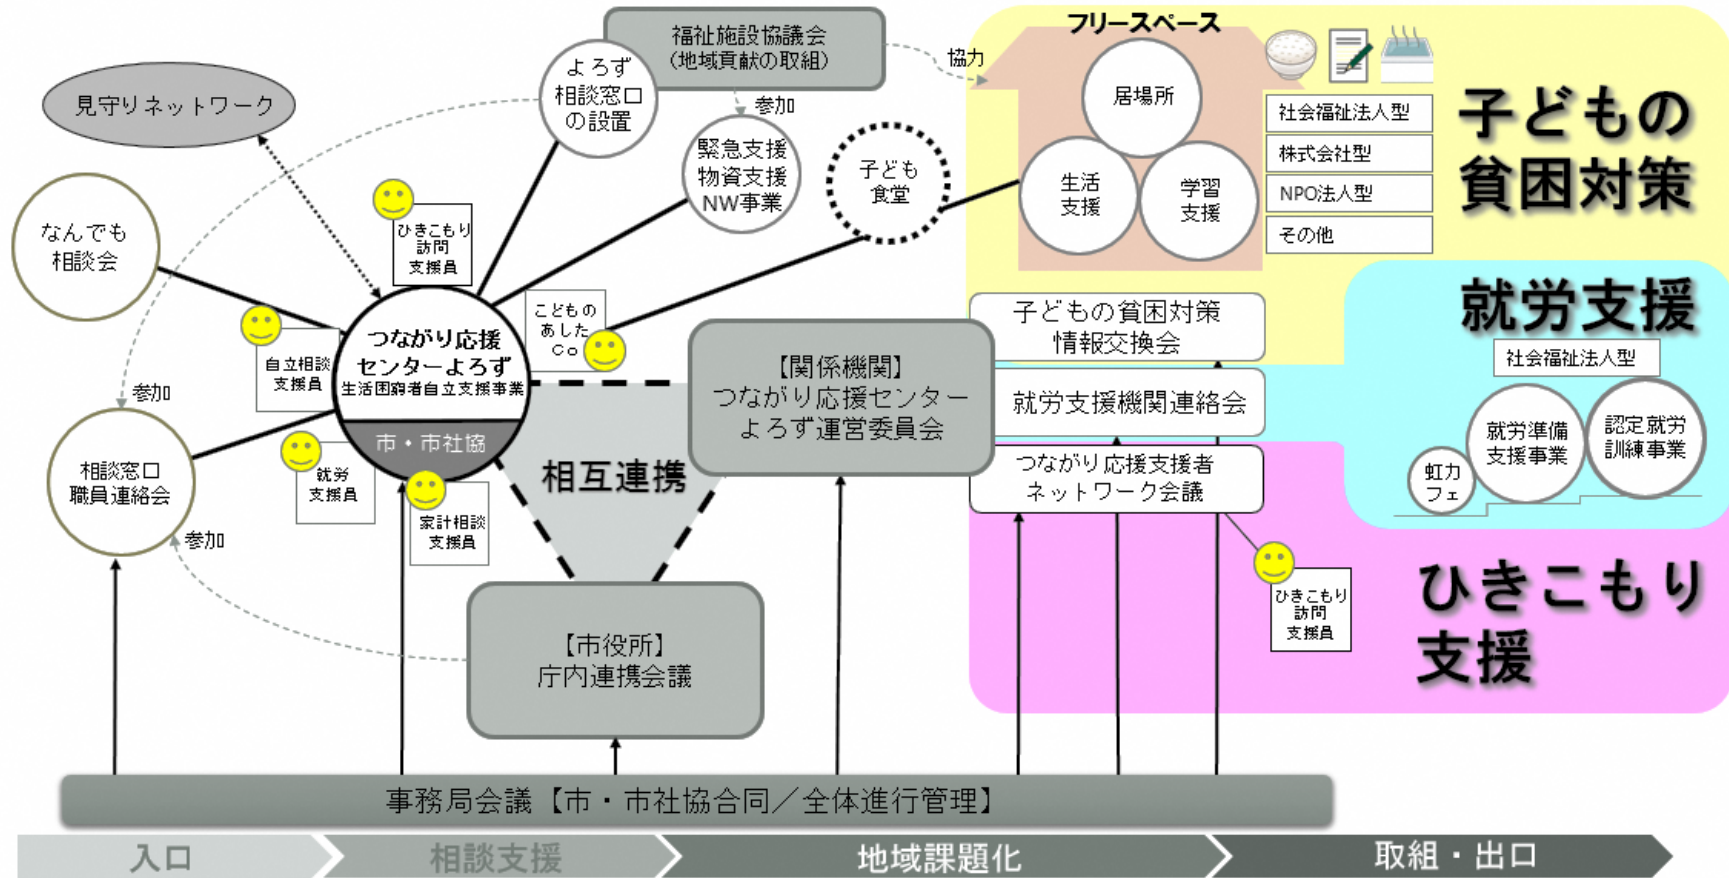 福祉施設協議会
(地域貢献の取組)
よろず
相談窓口
の設置
見守りネットワーク
参加
協力
緊急支援
物資支援
NW事業
子ども
食堂
フリースペース
居場所
生活
支援
学習
支援
社会福祉法人型
株式会社型
NPO法人型
その他
子どもの
貧困対策
なんでも
相談会
ひきこもり
訪問
支援員
自立相談
支援員
つながり応援
センターよろず
生活困窮者自立支援事業
市・市社協
こどもの
あした
Co
就労
支援員
家計相談
支援員
参加
相談窓口
職員連絡会
参加
相互連携
【関係機関】
つながり応援センター
よろず運営委員会
【市役所】
庁内連携会議
子どもの貧困対策
情報交換会
就労支援機関連絡会
つながり応援支援者
ネットワーク会議
就労支援
社会福祉法人型
虹カ
フェ
就労準備
支援事業
認定就労
訓練事業
ひきこもり
支援
ひきこもり
訪問
支援員
事務局会議【市・市社協合同／全体進行管理】
入口
相談支援
地域課題化
取組・出口